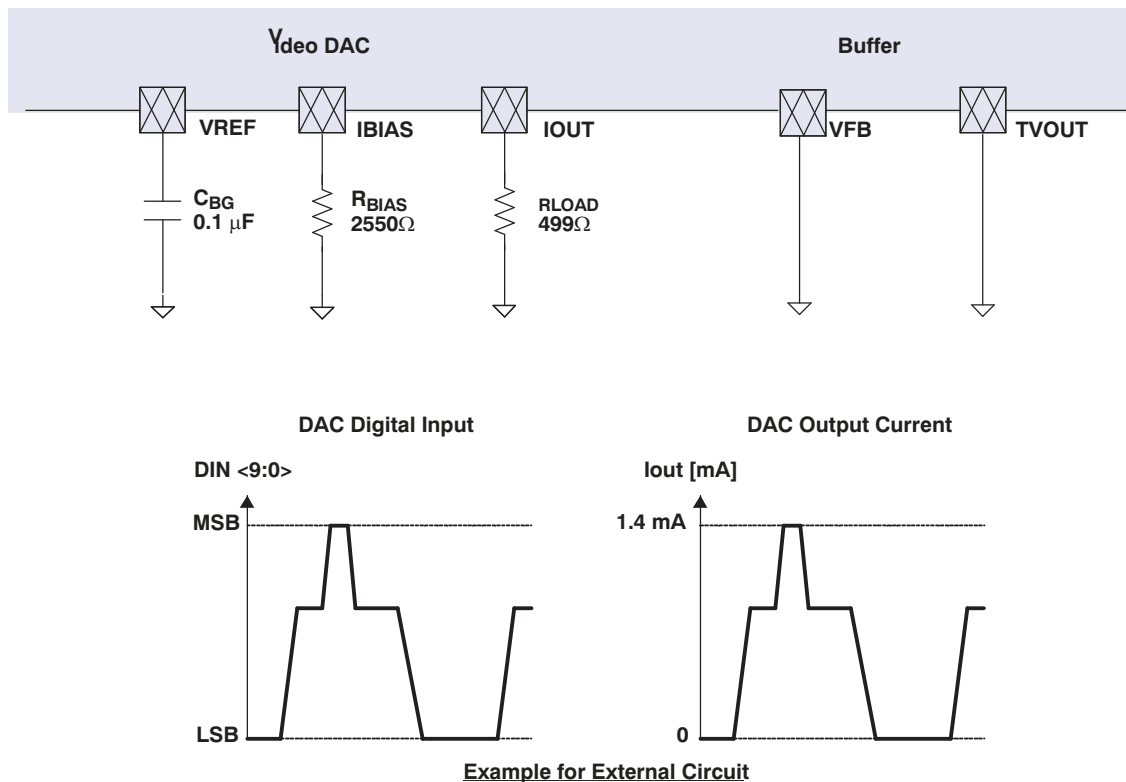 Video DAC
Buffer
VREF
IBIAS
IOUT
VFB
TVOUT
CBG
0.1 μF
RBIAS
2550Ω
RLOAD
499Ω
DAC Digital Input
DAC Output Current
DIN <9:0>
Iout [mA]
MSB
1.4 mA
LSB
0
Example for External Circuit